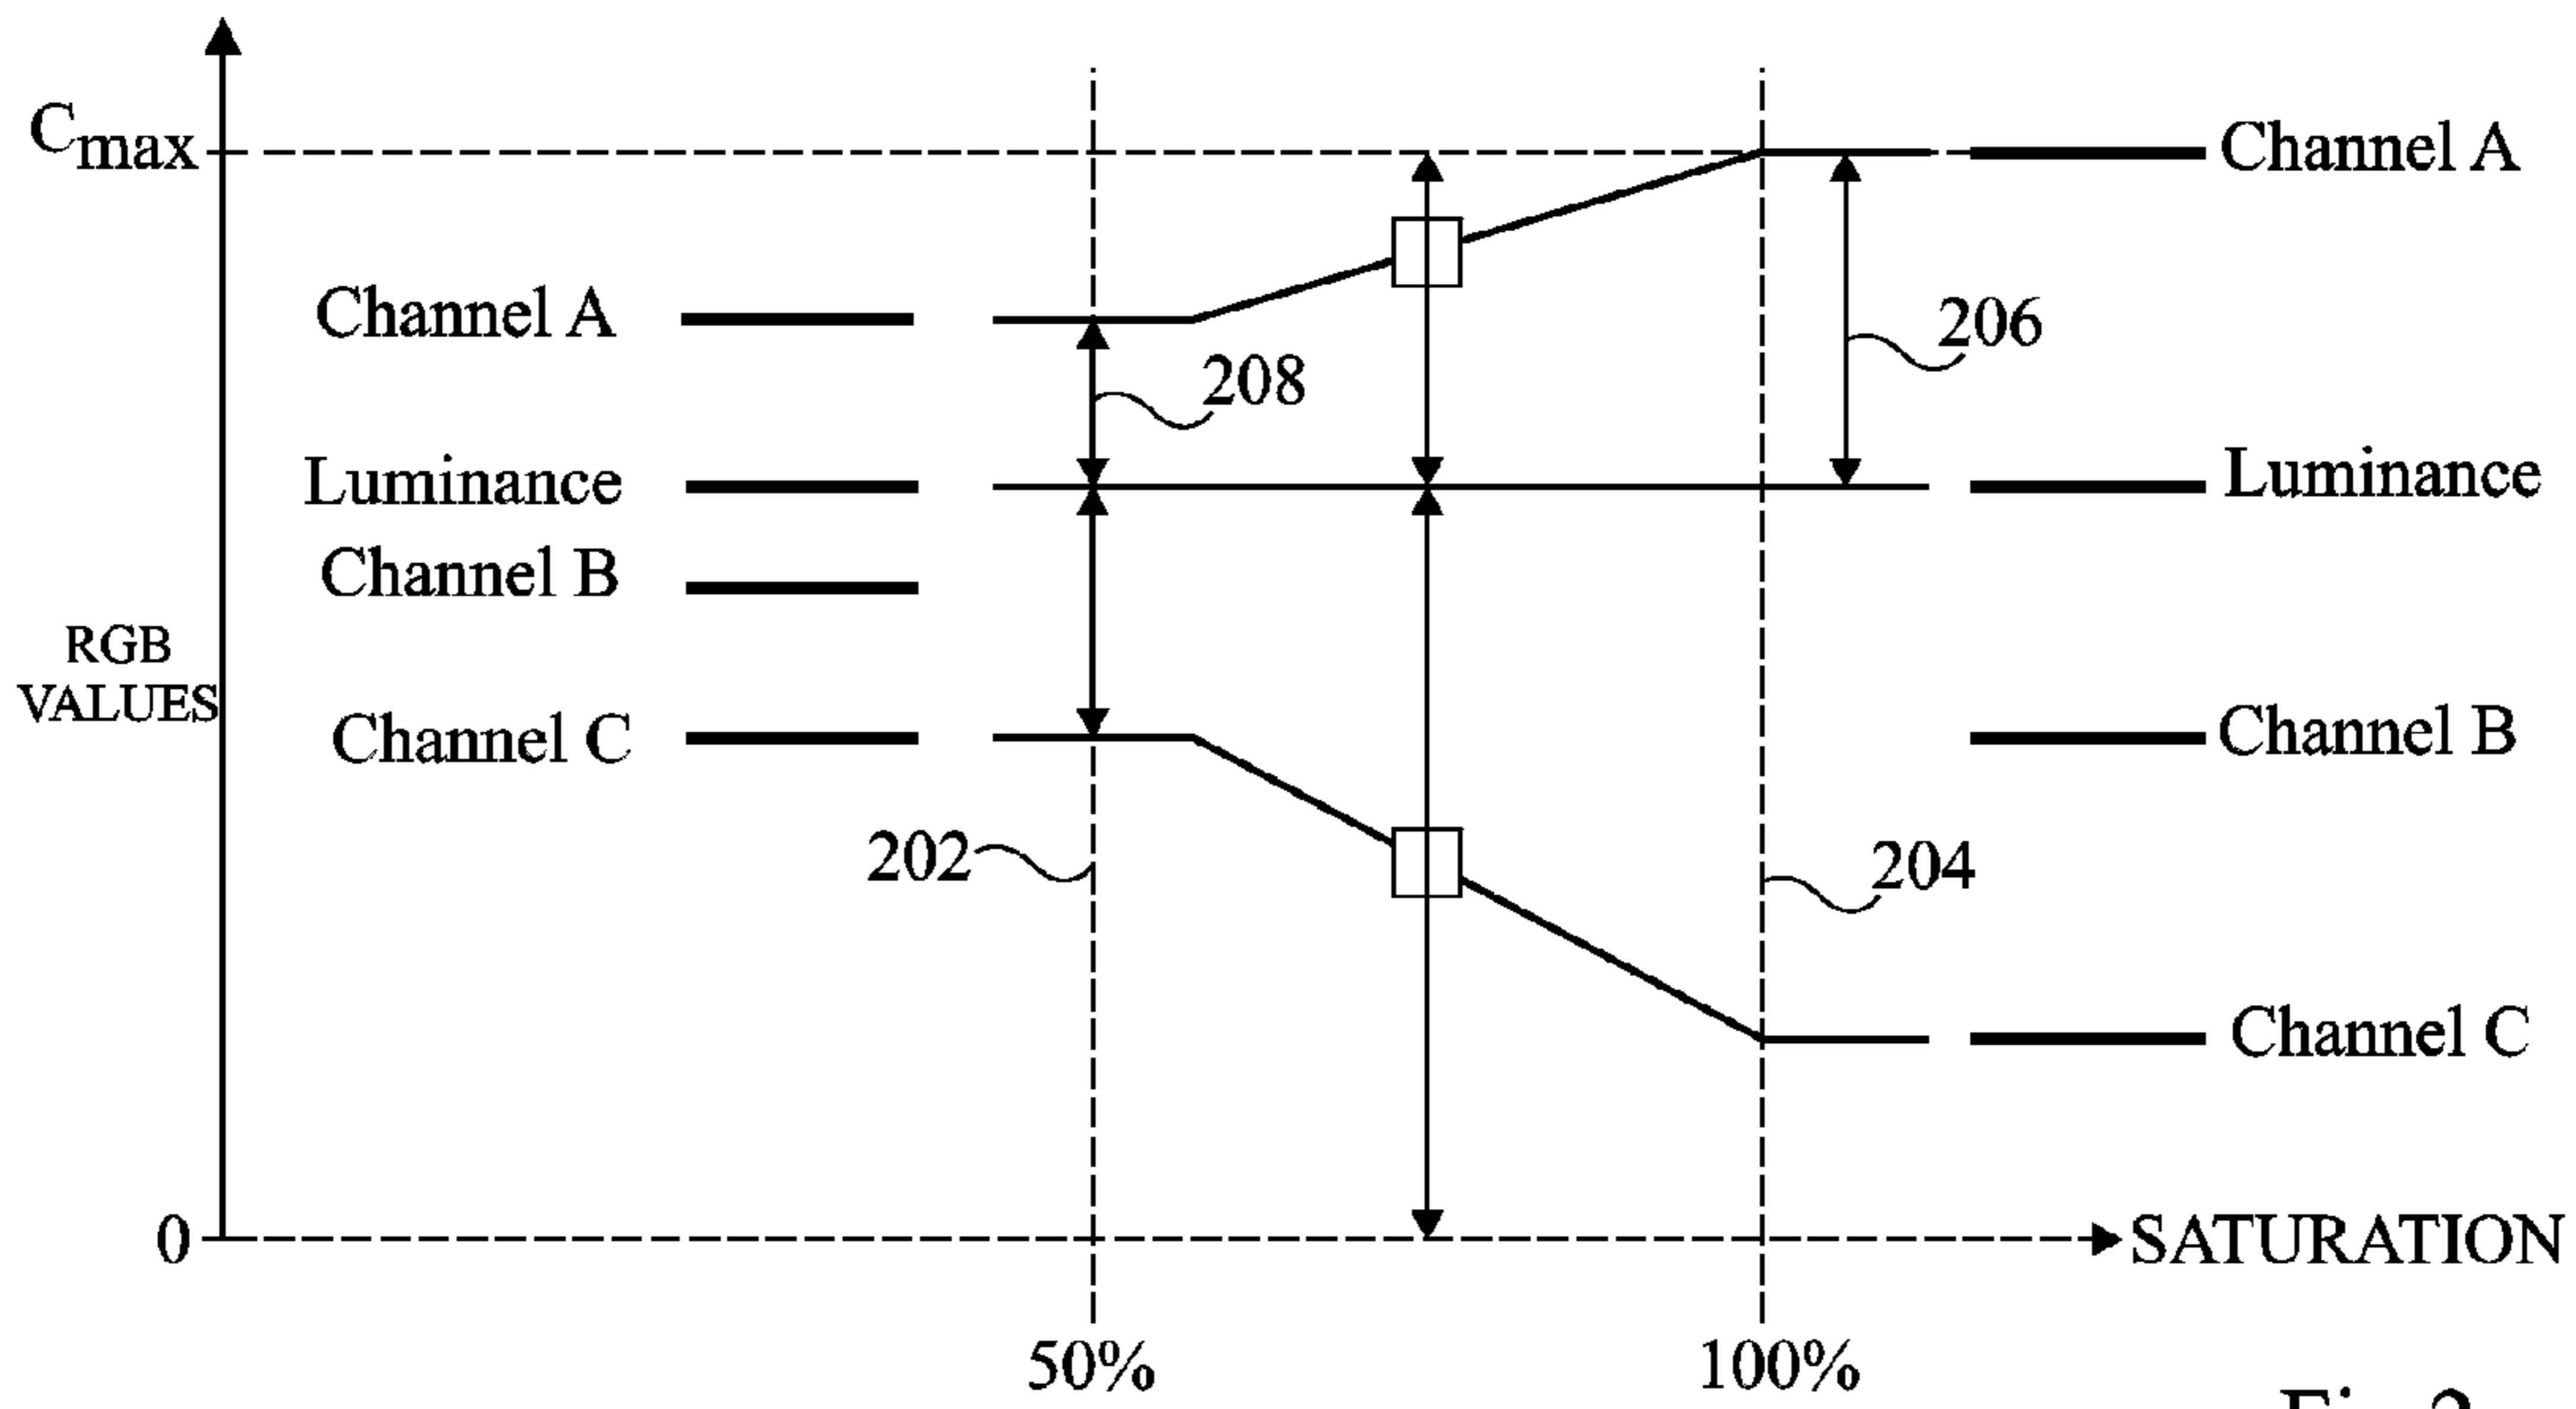 Cmax
Channel A
Channel A
206
208
Luminance
Luminance
Channel B
RGB
VALUES
Channel C
Channel B
202
204
Channel C
0
SATURATION
50%
100%